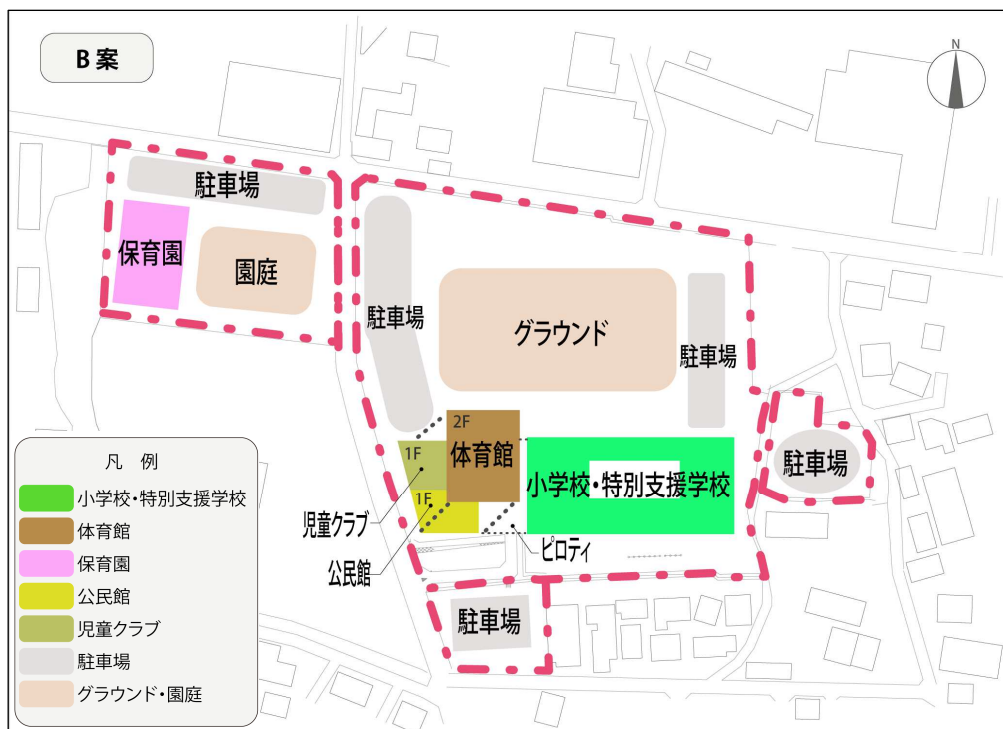 B 案
N
駐車場
保育園
園庭
駐車場
グラウンド
駐車場
2F
体育館
1F
1F
小学校・特別支援学校
駐車場
児童クラブ
公民館
ピロティ
駐車場
凡 例
小学校・特別支援学校
体育館
保育園
公民館
児童クラブ
駐車場
グラウンド・園庭